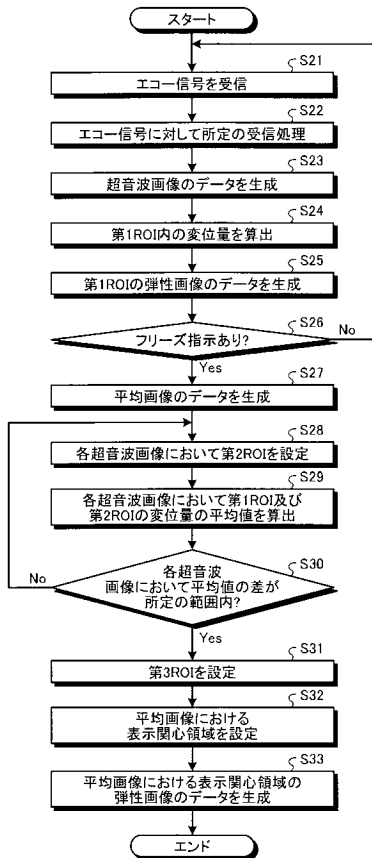 スタート
S21
エコー信号を受信
S22
エコー信号に対して所定の受信処理
S23
超音波画像のデータを生成
S24
第1ROI内の変位量を算出
S25
第1ROIの弾性画像のデータを生成
S26
フリーズ指示あり?
No
Yes
S27
平均画像のデータを生成
S28
各超音波画像において第2ROIを設定
S29
各超音波画像において第1ROI及び
第2ROIの変位量の平均値を算出
S30
各超音波
画像において平均値の差が
所定の範囲内?
No
Yes
S31
第3ROIを設定
S32
平均画像における
表示関心領域を設定
S33
平均画像における表示関心領域の
弾性画像のデータを生成
エンド